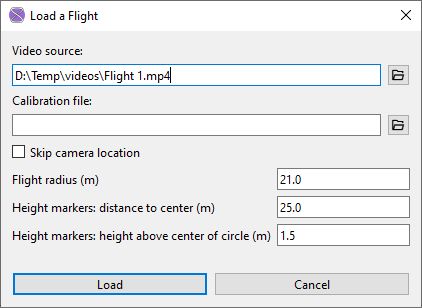 Load a Flight
Video source:
D:\Temp\videos\Flight 1.mp4
Calibration file:
Skip camera location
Flight radius (m) 21.0
Height markers: distance to center (m) 25.0
Height markers: height above center of circle (m) 1.5
Load Cancel